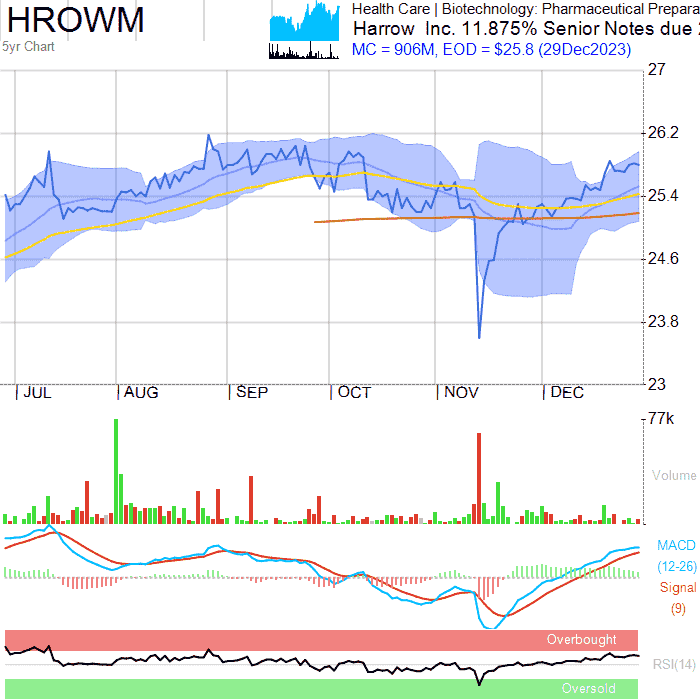 HROWM
5yr Chart
Health Care | Biotechnology: Pharmaceutical Prepara
Harrow Inc. 11.875% Senior Notes due
MC = 906M, EOD = $25.8 (29Dec2023)
27
26.2
25.4
24.6
23.8
23
JUL AUG SEP OCT NOV DEC
77k
Volume
MACD
(12-26)
Signal
(9)
Overbought
RSI(14)
Oversold